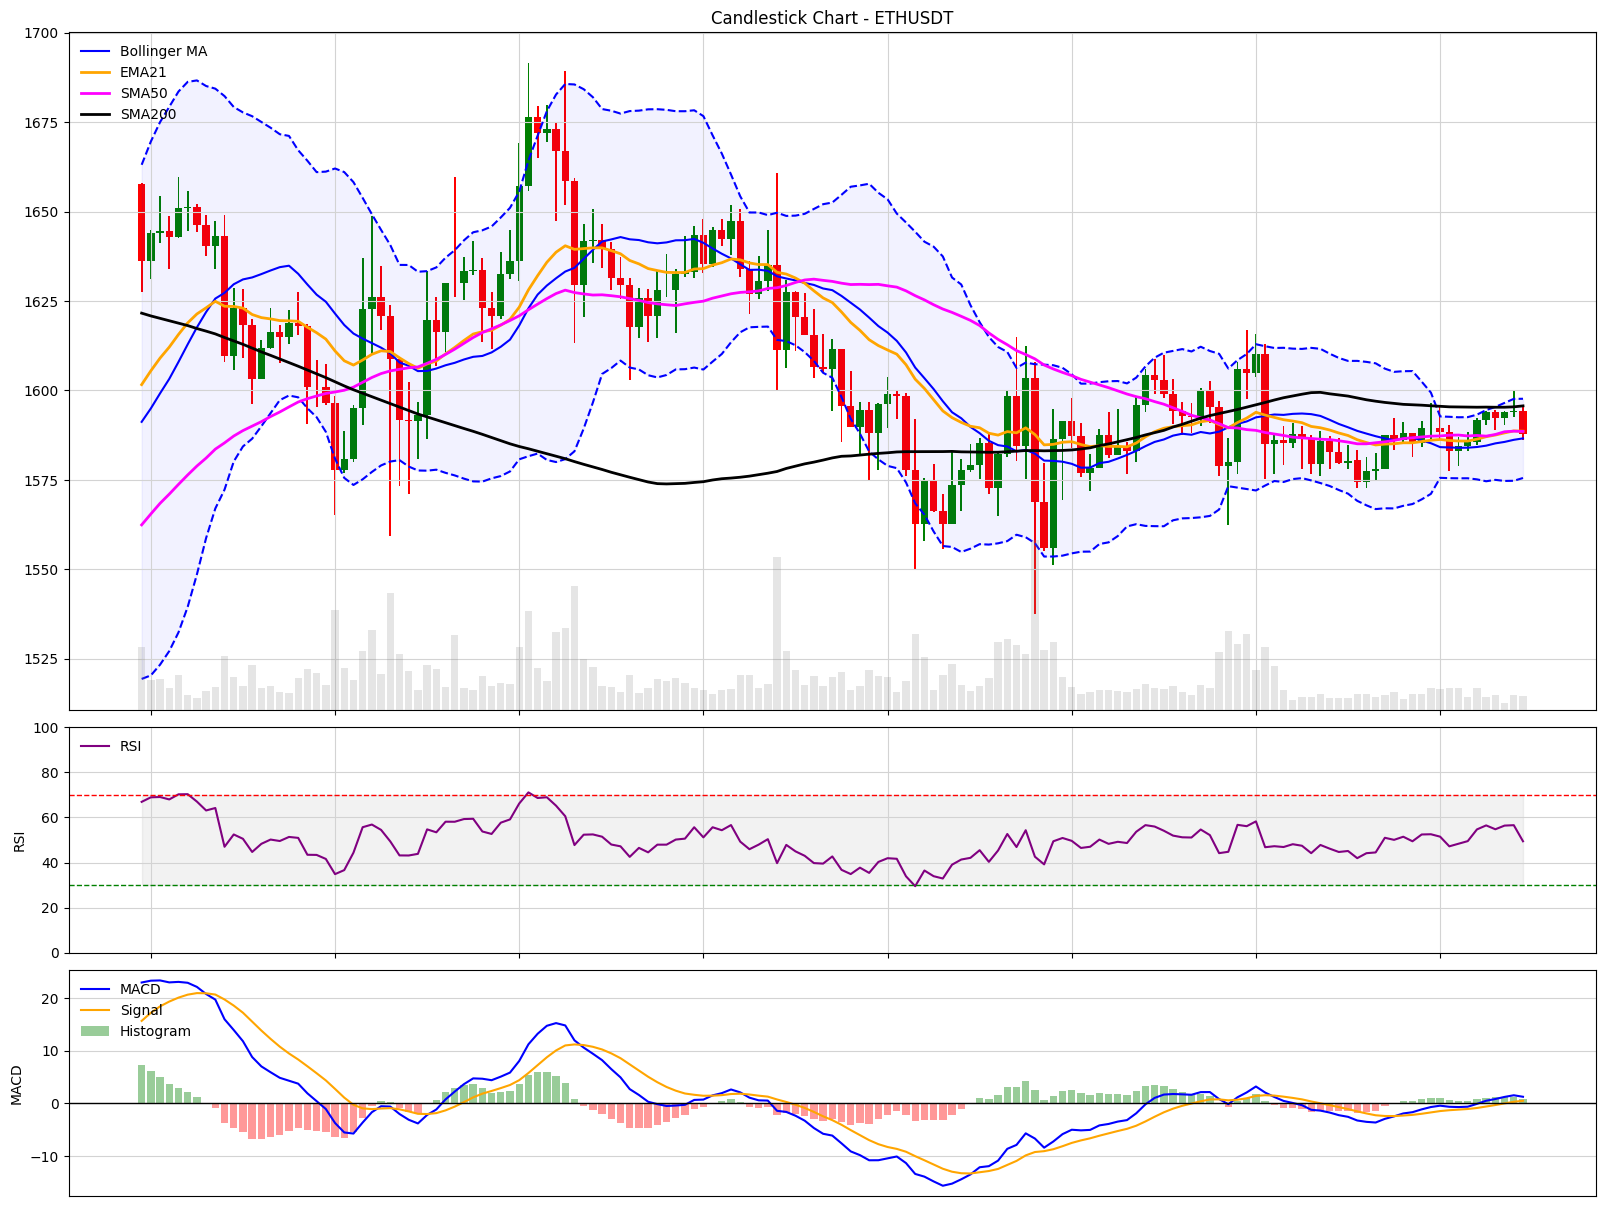 Candlestick Chart - ETHUSDT
1700
1675
1650
1625
1600
1575
1550
1525
Bollinger MA
EMA21
SMA50
SMA200
100
80
60
40
20
0
RSI
RSI
20
10
0
−10
MACD
MACD
Signal
Histogram